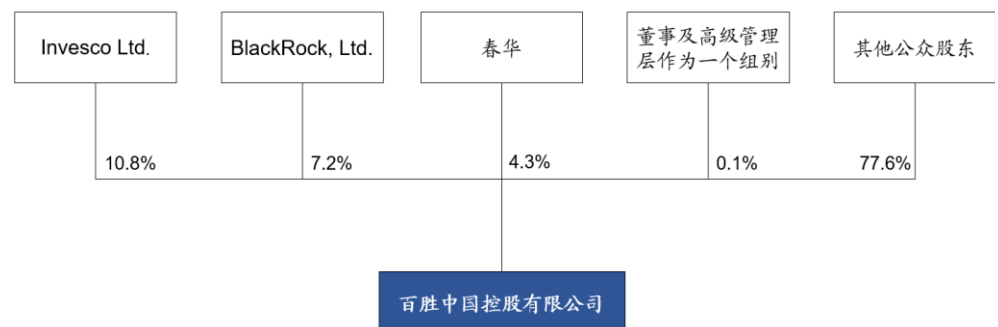 Invesco Ltd.
BlackRock, Ltd.
春华
董事及高级管理
层作为一个组别
其他公众股东
10.8%
7.2%
4.3%
0.1%
77.6%
百胜中国控股有限公司